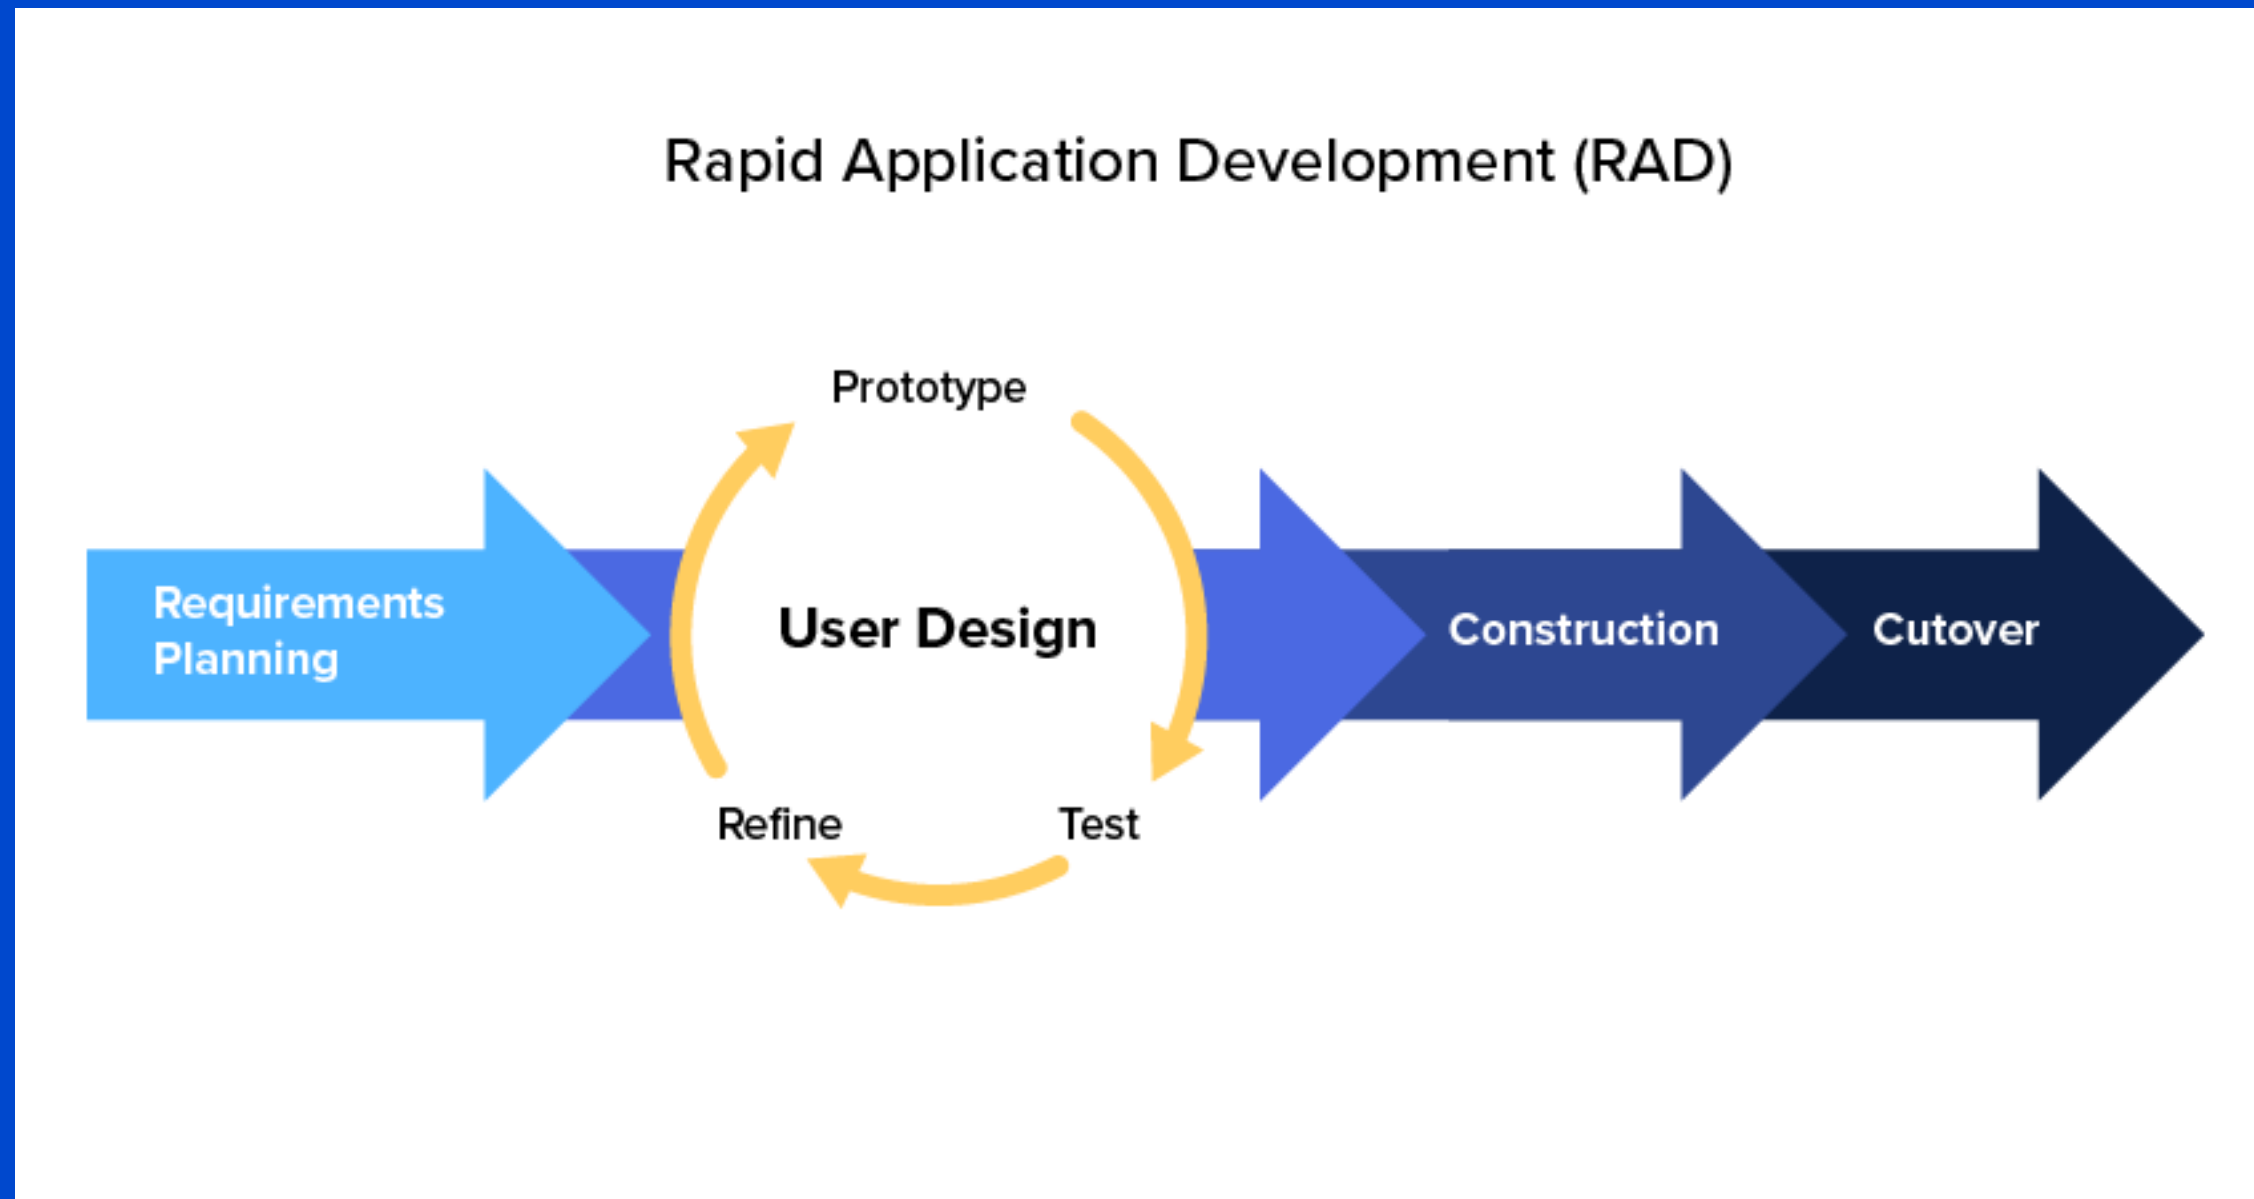 Rapid Application Development (RAD)
Prototype
Requirements
Planning
User Design
Construction
Cutover
Refine
Test